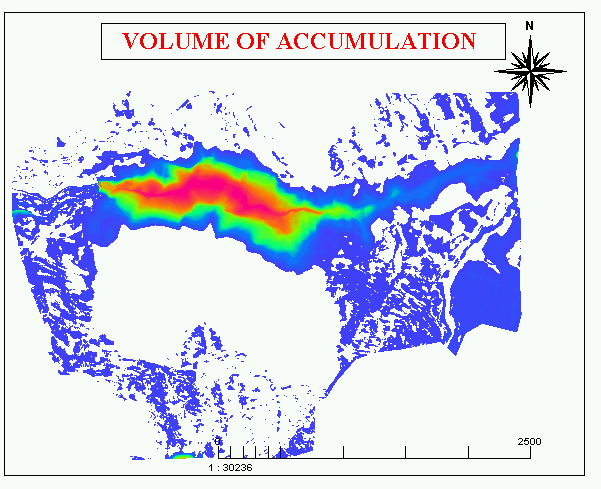 VOLUME OF ACCUMULATION
N
0
2500
1 : 30236